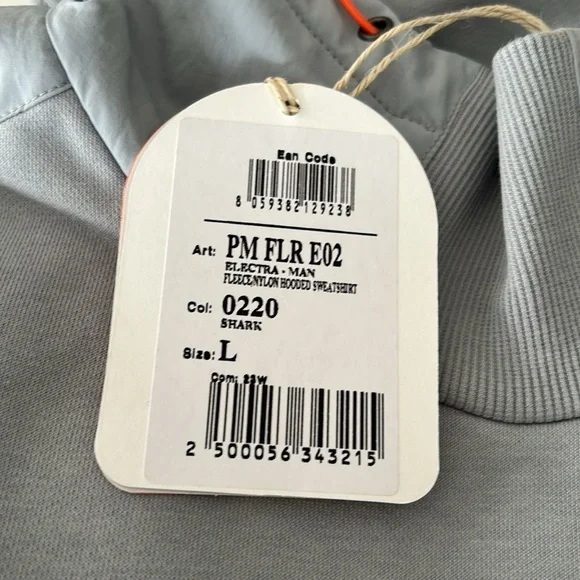 Ean Code
8 059382 129238
Art: PM FLR E02
ELECTRA - MAN
FLEECE/NYLON HOODED SWEATSHIRT
Col: 0220
SHARK
Size: L
Com: 23W
2 500056 343215